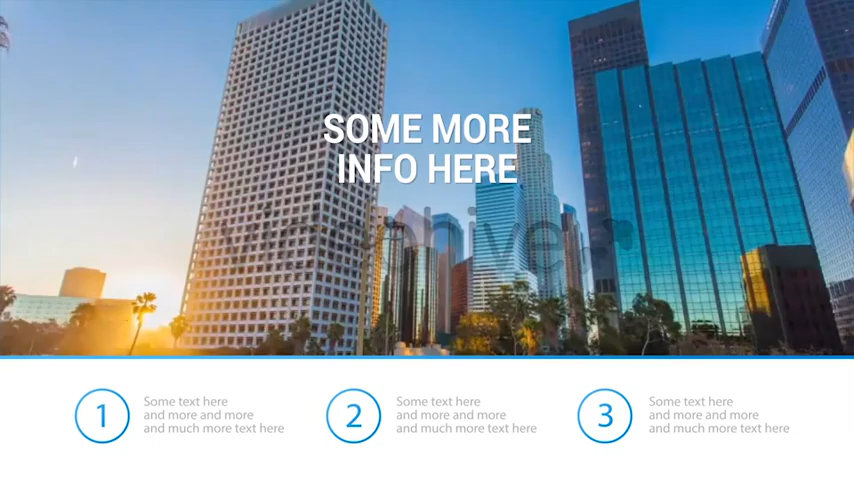 SOME MORE
INFO HERE
videohive
1
Some text here
and more and more
and much more text here
2
Some text here
and more and more
and much more text here
3
Some text here
and more and more
and much more text here